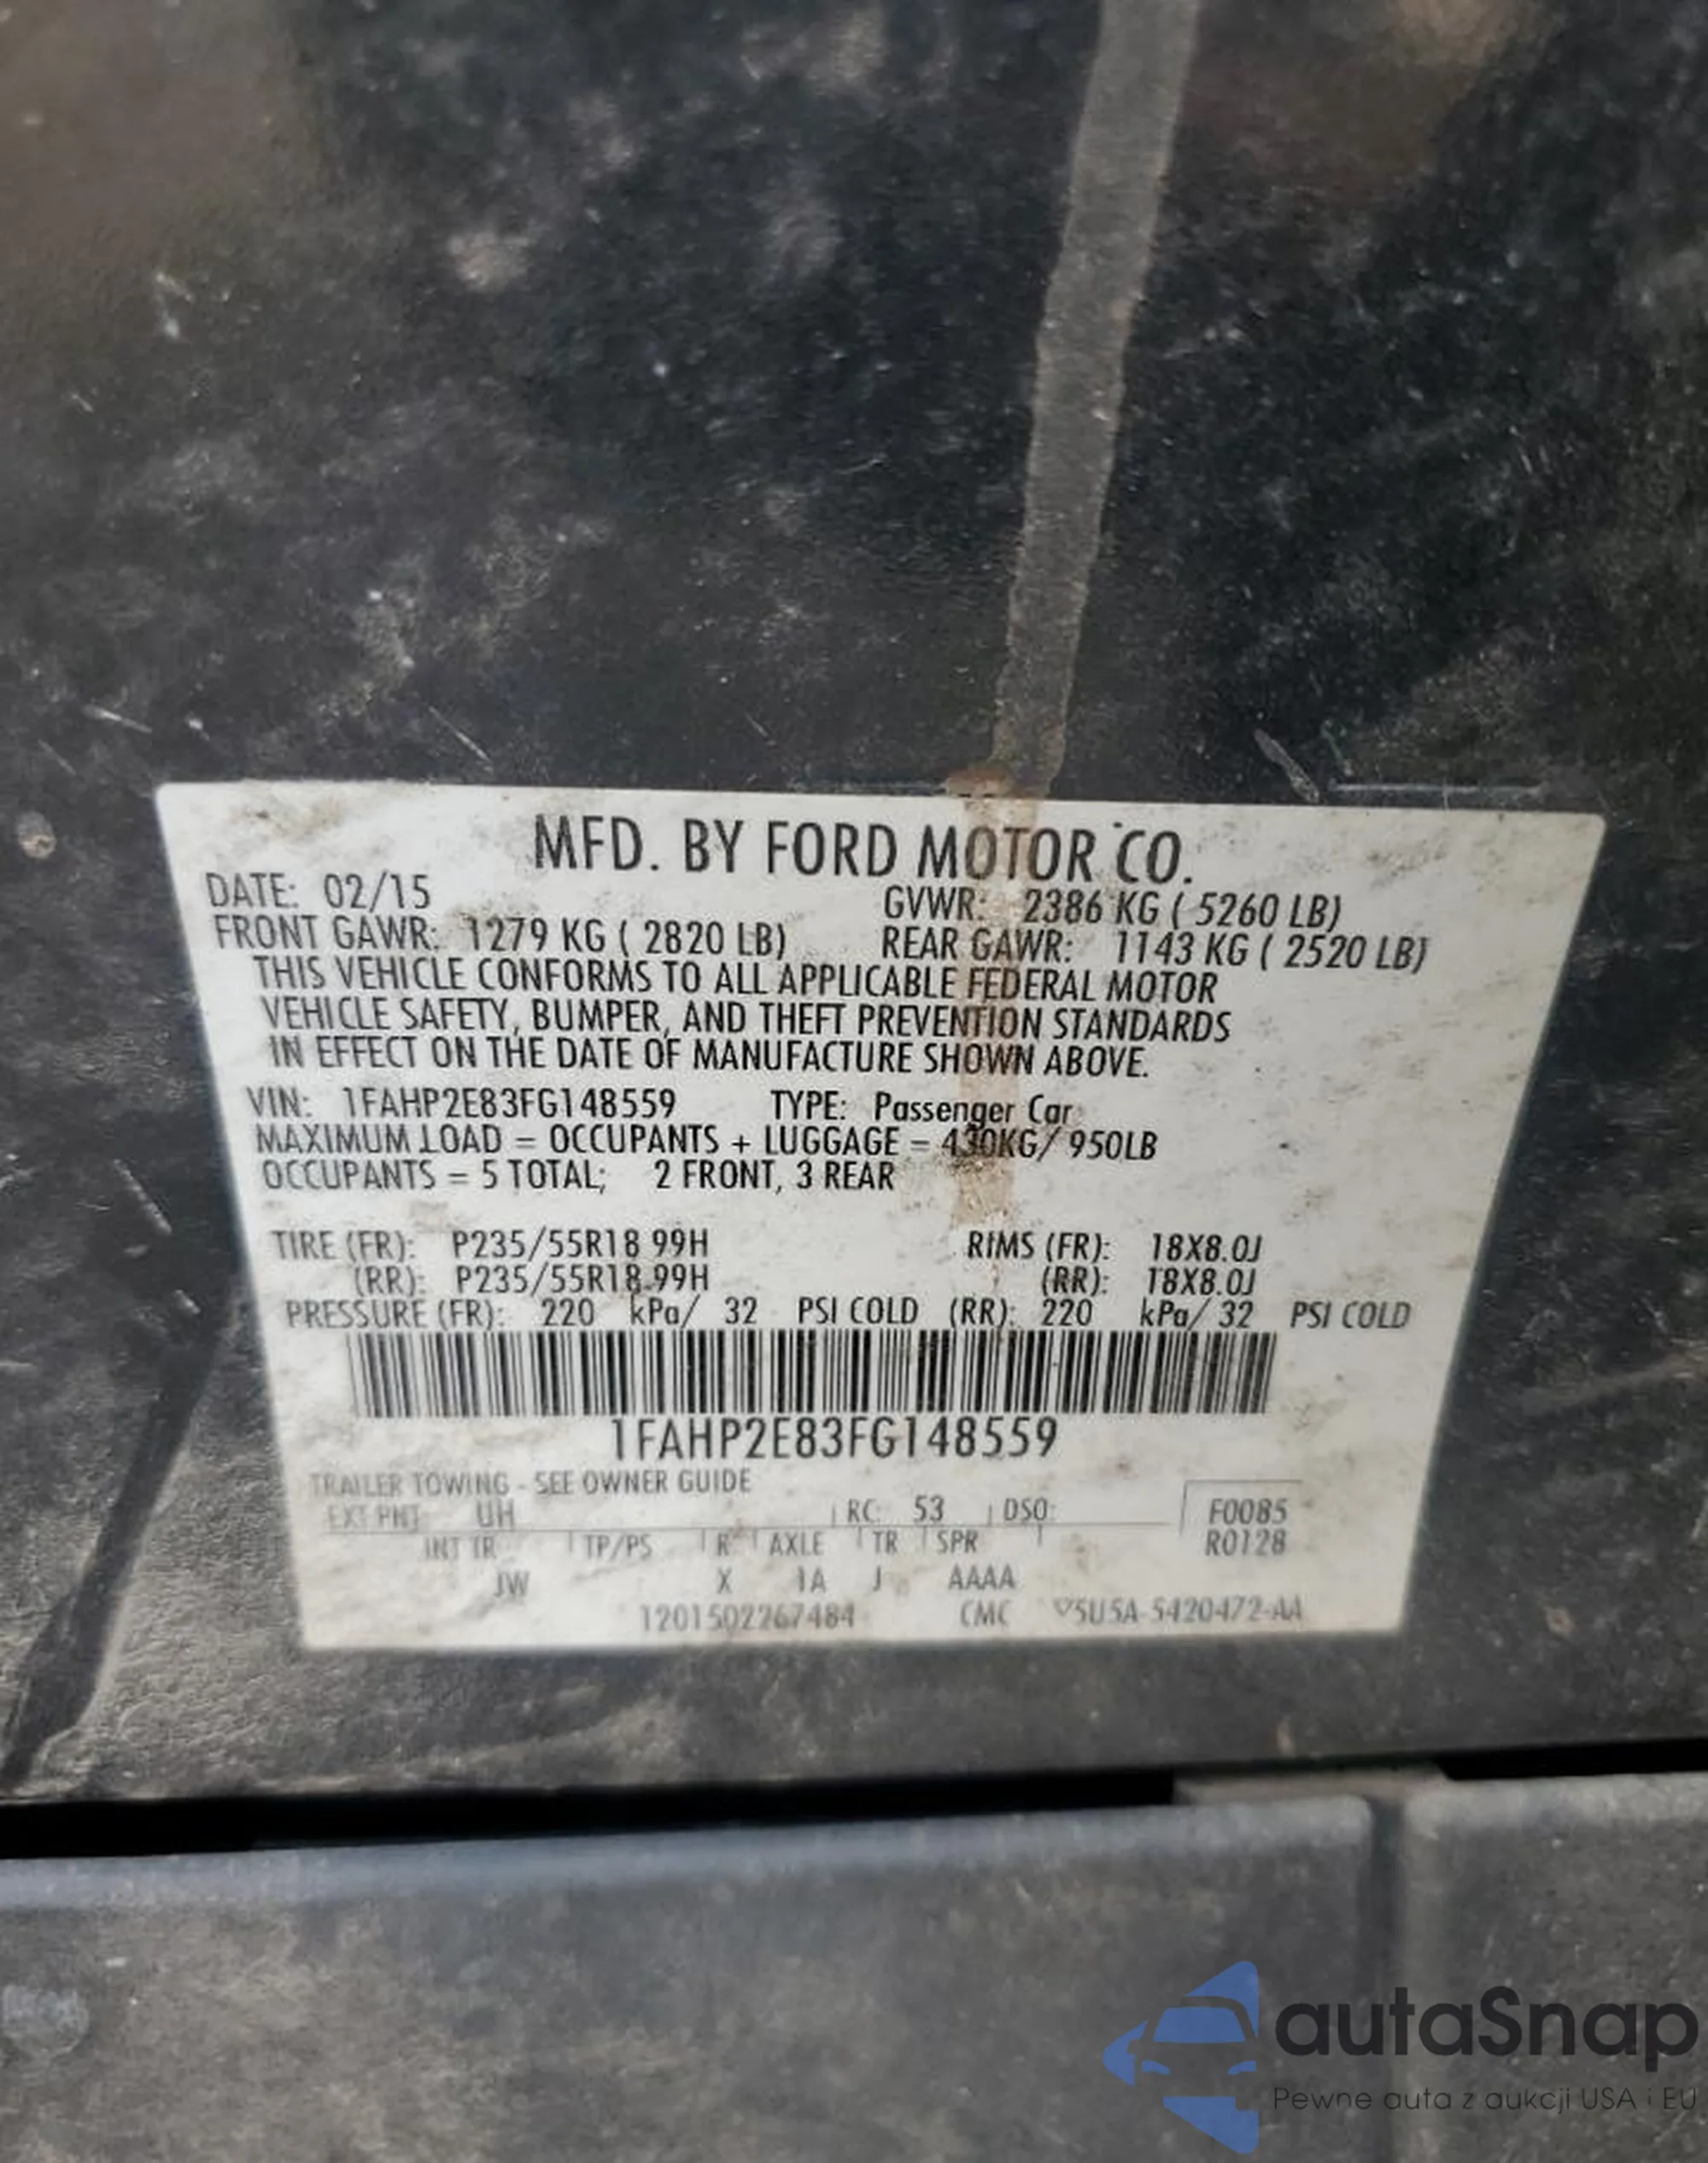 MFD. BY FORD MOTOR CO.
DATE: 02/15 GVWR: 2386 KG ( 5260 LB)
FRONT GAWR: 1279 KG ( 2820 LB) REAR GAWR: 1143 KG ( 2520 LB)
THIS VEHICLE CONFORMS TO ALL APPLICABLE FEDERAL MOTOR
VEHICLE SAFETY, BUMPER, AND THEFT PREVENTION STANDARDS
IN EFFECT ON THE DATE OF MANUFACTURE SHOWN ABOVE.
VIN: 1FAHP2E83FG148559 TYPE: Passenger Car
MAXIMUM LOAD = OCCUPANTS + LUGGAGE = 430KG/ 950LB
OCCUPANTS = 5 TOTAL; 2 FRONT, 3 REAR
TIRE (FR): P235/55R18 99H RIMS (FR): 18X8.0J
(RR): P235/55R18 99H (RR): 18X8.0J
PRESSURE (FR): 220 kPa/ 32 PSI COLD (RR): 220 kPa/ 32 PSI COLD
1FAHP2E83FG148559
TRAILER TOWING - SEE OWNER GUIDE
EXT PNT: UH RC: 53 DSO: F0085
INT TR TP/PS R AXLE TR SPR R0128
JW X 1A J AAAA
1201502267484 CMC 5U5A-5420472-AA
autaSnap
Pewne auta z aukcji USA i EU